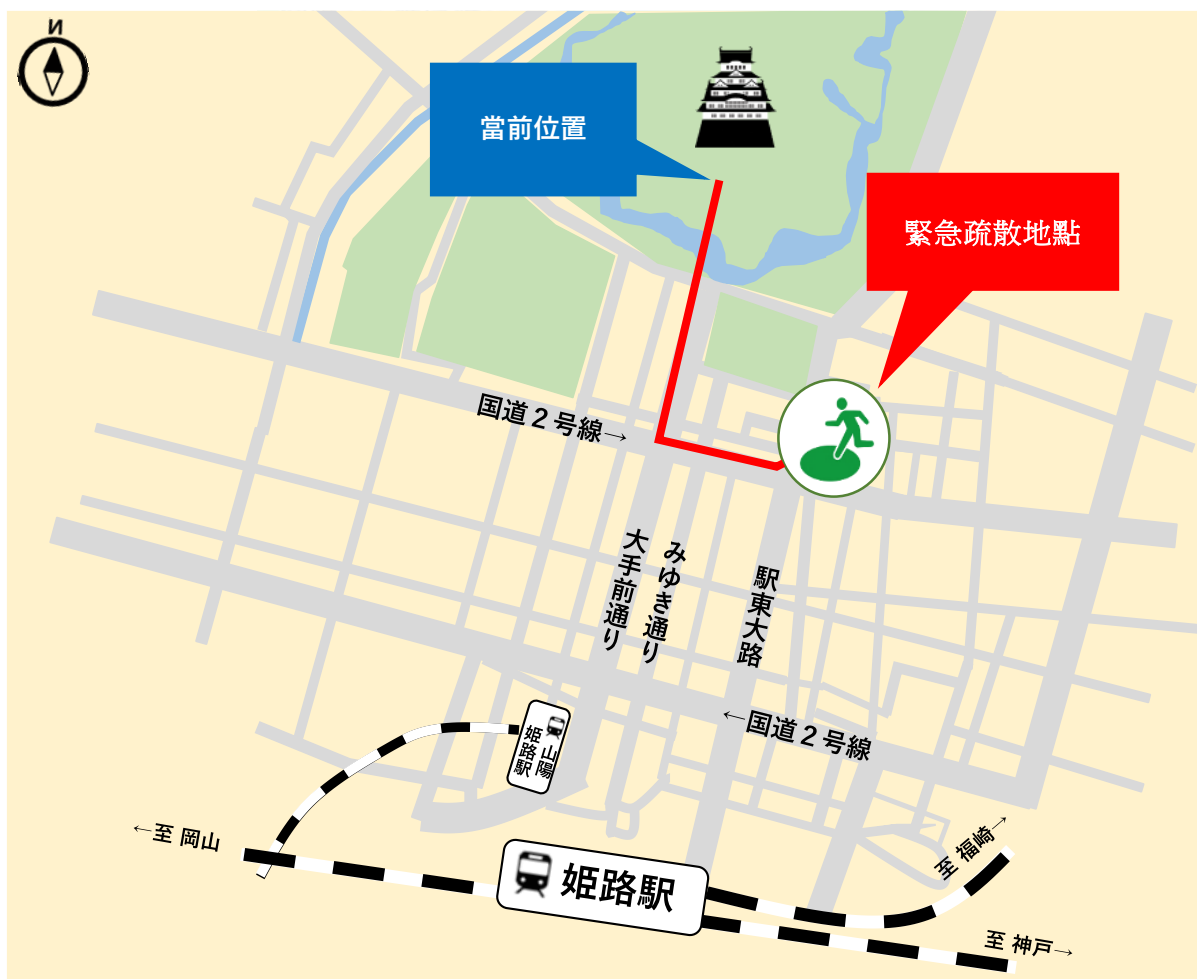 N
當前位置
緊急疏散地點
国道２号線→
大手前通り
みゆき通り
駅東大路
←国道２号線
山陽
姫路駅
←至 岡山
姫路駅
至 福崎→
至 神戸→